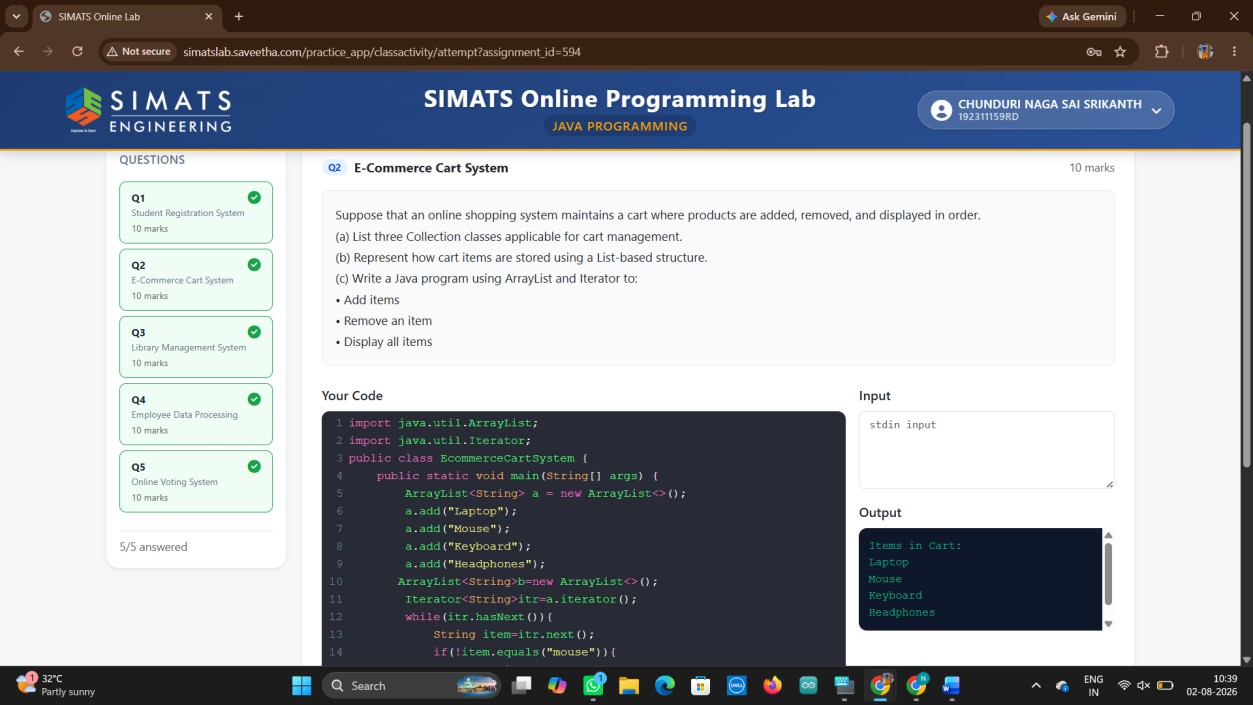 SIMATS Online Lab
Ask Gemini
Not secure
simatslab.saveetha.com/practice_app/classactivity/attempt?assignment_id=594
SIMATS
ENGINEERING
SIMATS Online Programming Lab
JAVA PROGRAMMING
CHUNDURI NAGA SAI SRIKANTH
192311159RD
QUESTIONS
Q1
Student Registration System
10 marks
Q2
E-Commerce Cart System
10 marks
Q3
Library Management System
10 marks
Q4
Employee Data Processing
10 marks
Q5
Online Voting System
10 marks
5/5 answered
Q2 E-Commerce Cart System 10 marks
Suppose that an online shopping system maintains a cart where products are added, removed, and displayed in order.
(a) List three Collection classes applicable for cart management.
(b) Represent how cart items are stored using a List-based structure.
(c) Write a Java program using ArrayList and Iterator to:
• Add items
• Remove an item
• Display all items
Your Code
1 import java.util.ArrayList;
2 import java.util.Iterator;
3 public class EcommerceCartSystem {
4 public static void main(String[] args) {
5 ArrayList<String> a = new ArrayList<>();
6 a.add("Laptop");
7 a.add("Mouse");
8 a.add("Keyboard");
9 a.add("Headphones");
10 ArrayList<String>b=new ArrayList<>();
11 Iterator<String>itr=a.iterator();
12 while(itr.hasNext()){
13 String item=itr.next();
14 if(!item.equals("mouse")){
Input
stdin input
Output
Items in Cart:
Laptop
Mouse
Keyboard
Headphones
1
32°C
Partly sunny
Search
1
DELL
N
ENG
IN
10:39
02-08-2026